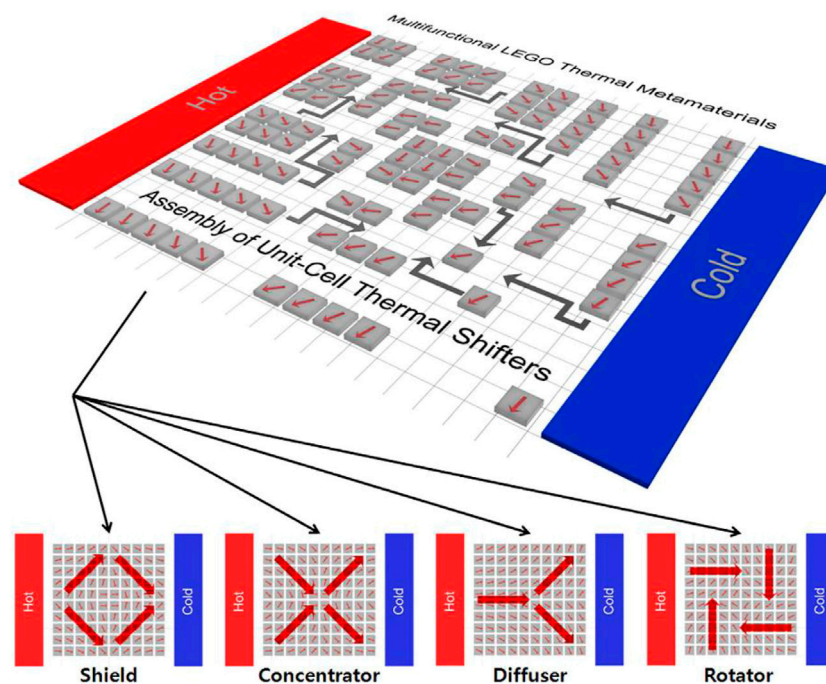 Multifunctional LEGO Thermal Metamaterials
Hot
Cold
Assembly of Unit-Cell Thermal Shifters
Hot
Cold
Hot
Cold
Hot
Cold
Hot
Cold
Shield
Concentrator
Diffuser
Rotator